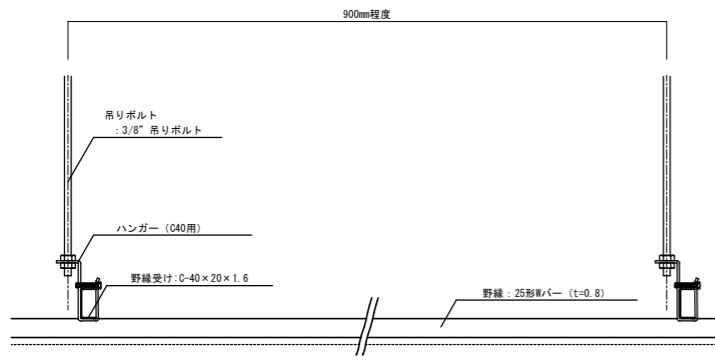 900mm程度
吊りボルト
：3/8"吊りボルト
ハンガー（C40用）
野縁受け：C-40×20×1.6
野縁：25形Wバー（t=0.8）